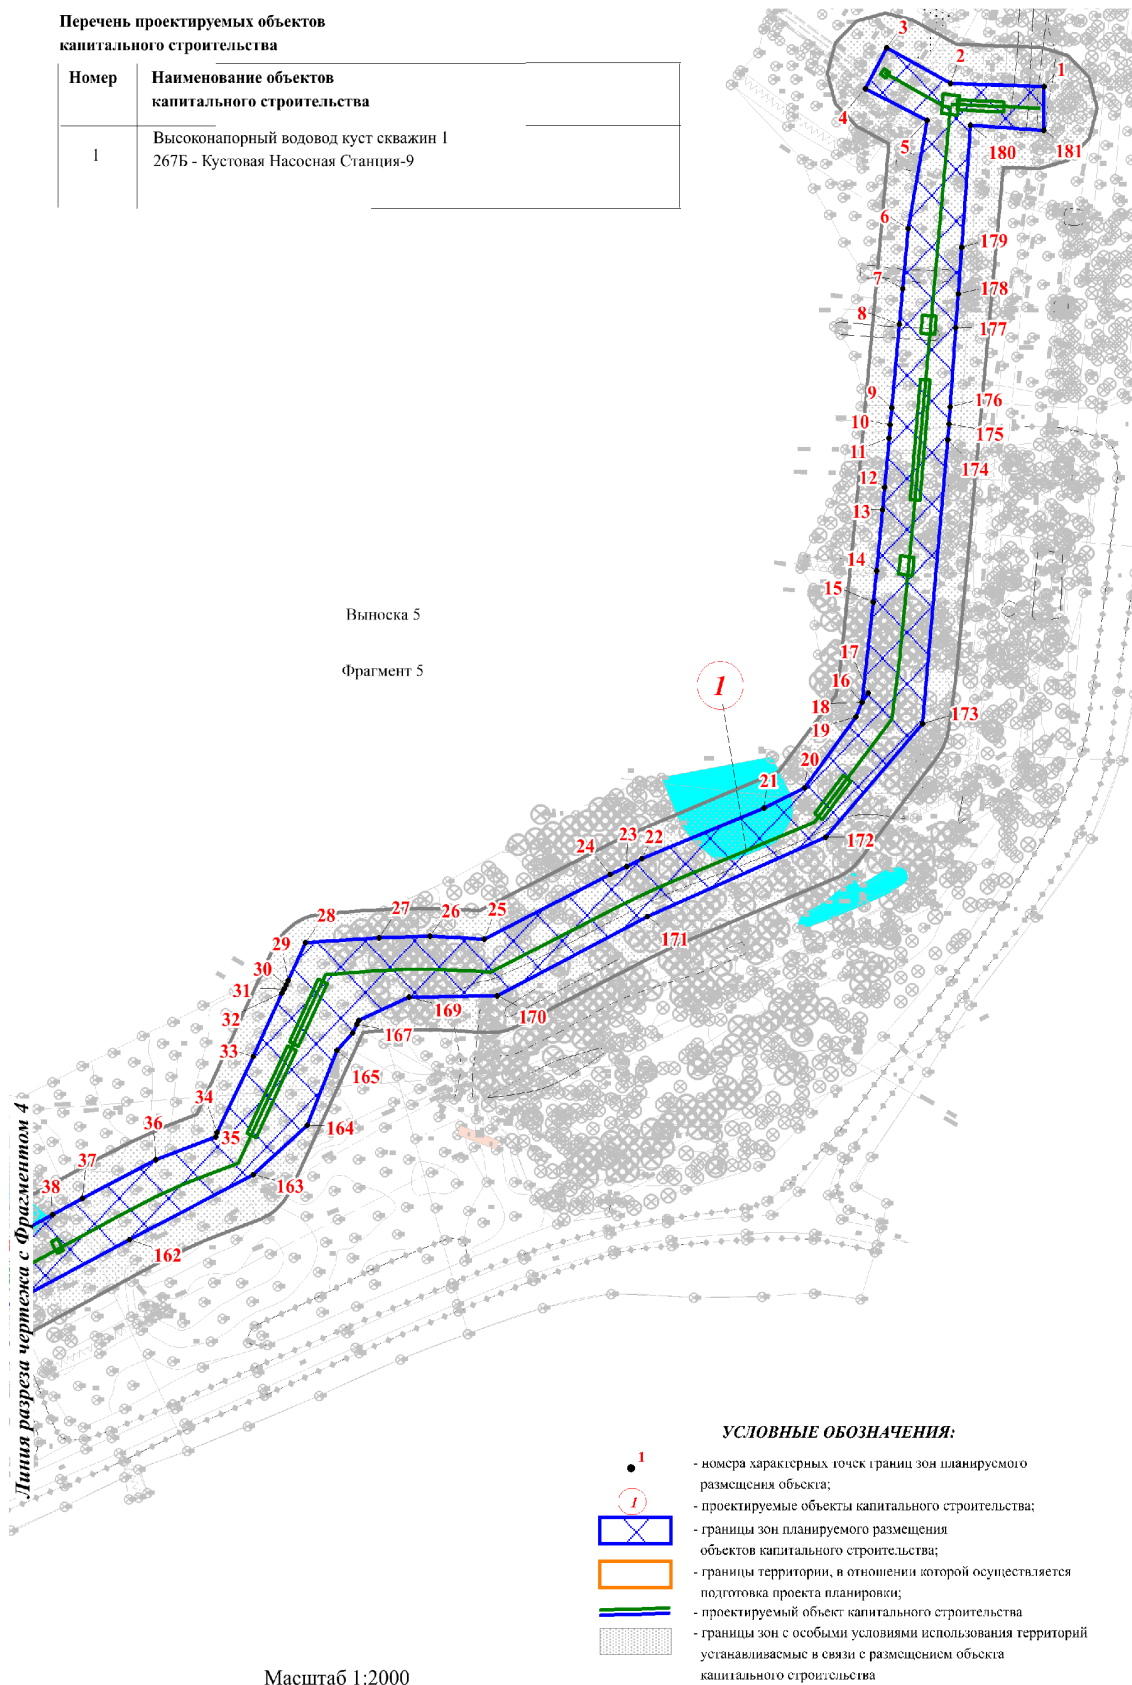 Перечень проектируемых объектов
капитального строительства
Номер
Наименование объектов
капитального строительства
1
Высоконапорный водовод куст скважин 1
267Б - Кустовая Насосная Станция-9
3
2
1
4
5
180
181
6
179
7
178
8
177
9
176
10
175
11
174
12
13
14
15
Выноска 5
17
Фрагмент 5
1
16
18
173
19
20
21
172
22
23
24
171
25
26
27
28
29
170
169
30
31
32
167
33
165
34
164
35
36
163
37
38
162
Линия разреза чертежа с Фрагментом 4
УСЛОВНЫЕ ОБОЗНАЧЕНИЯ:
1
- номера характерных точек границ зон планируемого
размещения объекта;
1
- проектируемые объекты капитального строительства;
- границы зон планируемого размещения
объектов капитального строительства;
- границы территории, в отношении которой осуществляется
подготовка проекта планировки;
- проектируемый объект капитального строительства
- границы зон с особыми условиями использования территорий
устанавливаемые в связи с размещением объекта
капитального строительства
Масштаб 1:2000